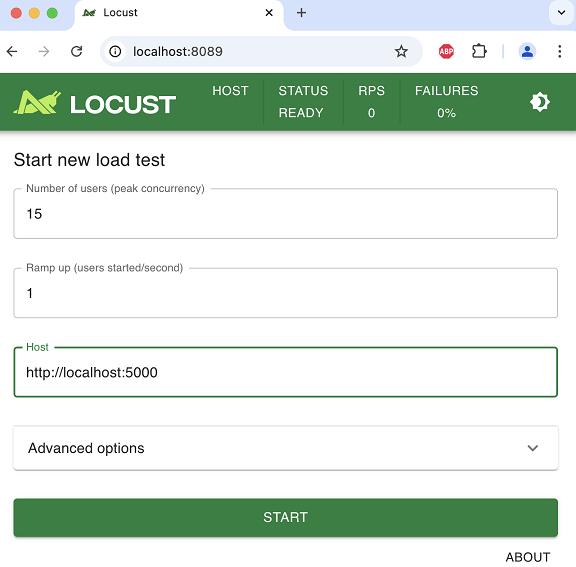 Locust
localhost:8089
ABP
LOCUST
HOST
STATUS
READY
RPS
0
FAILURES
0%
Start new load test
Number of users (peak concurrency)
15
Ramp up (users started/second)
1
Host
http://localhost:5000
Advanced options
START
ABOUT